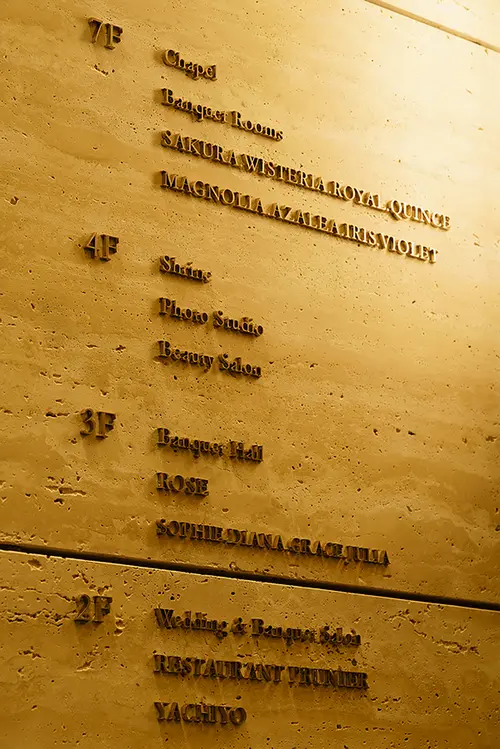 7F
Chapel
Banquet Rooms
SAKURA,WISTERIA,ROYAL,QUINCE
MAGNOLIA,AZALEA,IRIS,VIOLET
4F
Shrine
Photo Studio
Beauty Salon
3F
Banquet Hall
ROSE
SOPHIE,DIANA,GRACE,JULIA
2F
Wedding & Banquet Salon
RESTAURANT PRUNIER
YACHIYO